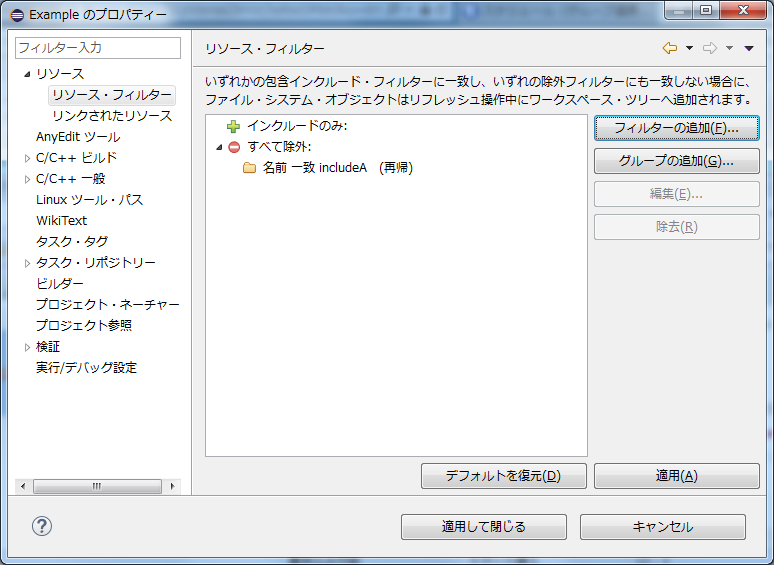 Example のプロパティー
フィルター入力
リソース
リソース・フィルター
リンクされたリソース
AnyEdit ツール
C/C++ ビルド
C/C++ 一般
Linux ツール・パス
WikiText
タスク・タグ
タスク・リポジトリー
ビルダー
プロジェクト・ネーチャー
プロジェクト参照
検証
実行/デバッグ設定
リソース・フィルター
いずれかの包含インクルード・フィルターに一致し、いずれの除外フィルターにも一致しない場合に、
ファイル・システム・オブジェクトはリフレッシュ操作中にワークスペース・ツリーへ追加されます。
インクルードのみ:
すべて除外:
名前 一致 includeA (再帰)
フィルターの追加(F)...
グループの追加(G)...
編集(E)...
除去(R)
デフォルトを復元(D)
適用(A)
適用して閉じる
キャンセル